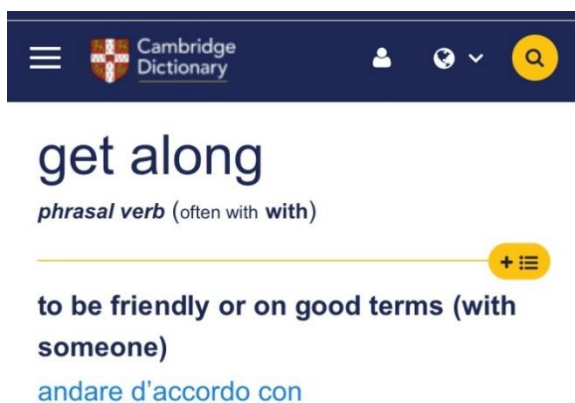 Cambridge
Dictionary
get along
phrasal verb (often with with)
to be friendly or on good terms (with
someone)
andare d’accordo con